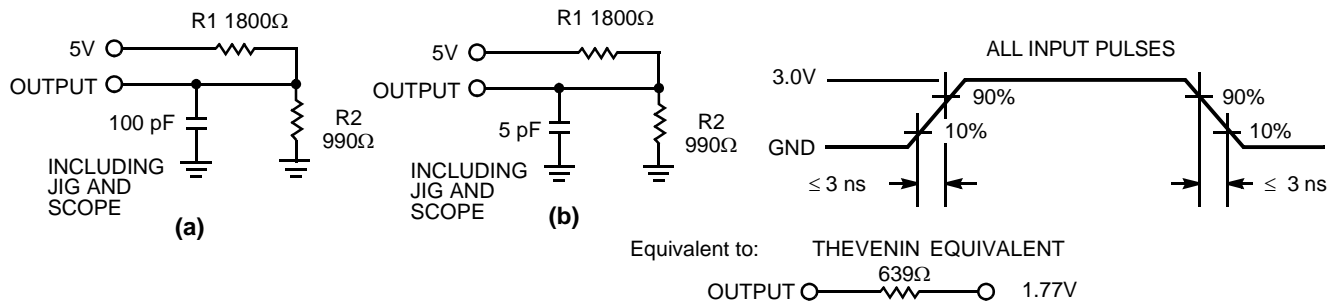 R1 1800Ω
5V
OUTPUT
100 pF
R2
990Ω
INCLUDING
JIG AND
SCOPE
(a)
R1 1800Ω
5V
OUTPUT
5 pF
R2
990Ω
INCLUDING
JIG AND
SCOPE
(b)
ALL INPUT PULSES
3.0V
90%
10%
GND
≤ 3 ns
90%
10%
≤ 3 ns
Equivalent to: THEVENIN EQUIVALENT
639Ω
OUTPUT 1.77V